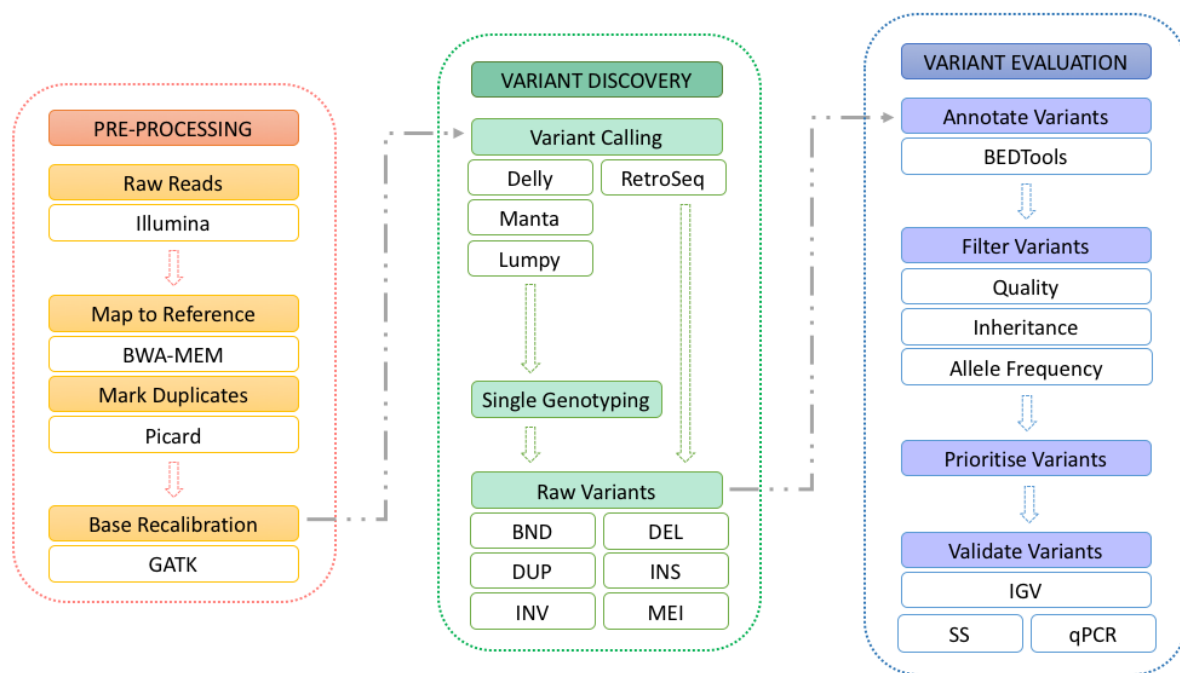 PRE-PROCESSING
Raw Reads
Illumina
Map to Reference
BWA-MEM
Mark Duplicates
Picard
Base Recalibration
GATK
VARIANT DISCOVERY
Variant Calling
Delly
RetroSeq
Manta
Lumpy
Single Genotyping
Raw Variants
BND
DEL
DUP
INS
INV
MEI
VARIANT EVALUATION
Annotate Variants
BEDTools
Filter Variants
Quality
Inheritance
Allele Frequency
Prioritise Variants
Validate Variants
IGV
SS
qPCR